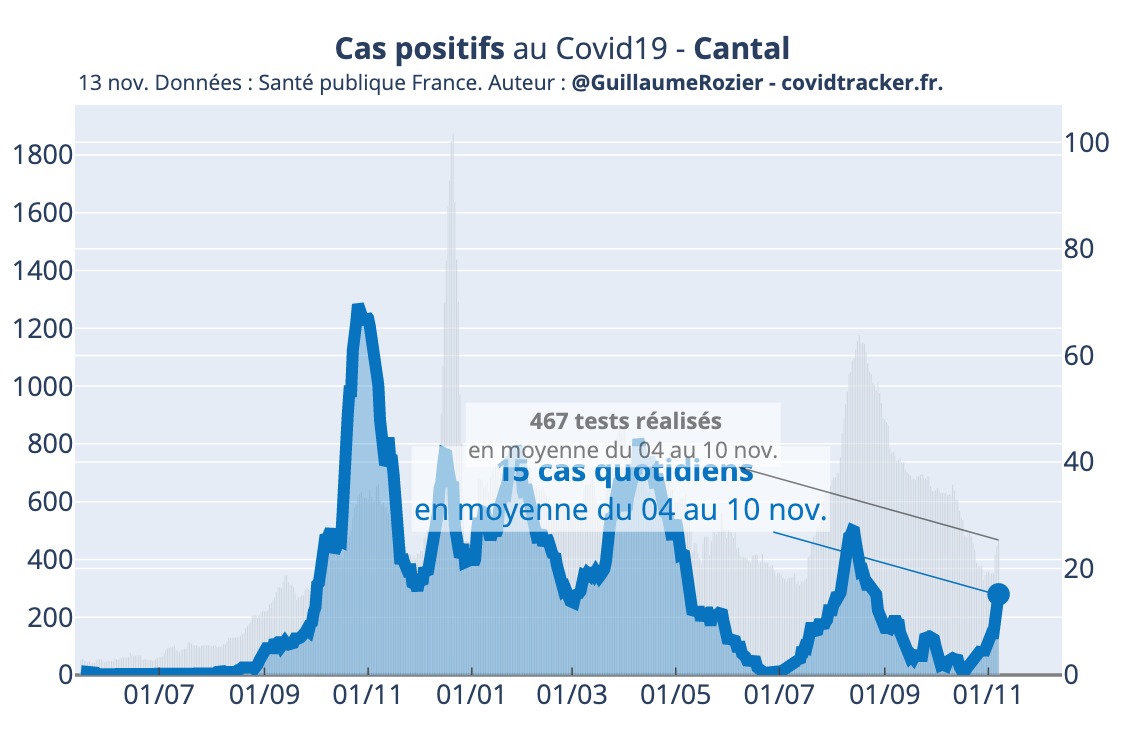 Cas positifs au Covid19 - Cantal
13 nov. Données : Santé publique France. Auteur : @GuillaumeRozier - covidtracker.fr.
1800
1600
1400
1200
1000
800
600
400
200
0
100
80
60
40
20
0
467 tests réalisés
en moyenne du 04 au 10 nov.
15 cas quotidiens
en moyenne du 04 au 10 nov.
01/07 01/09 01/11 01/01 01/03 01/05 01/07 01/09 01/11